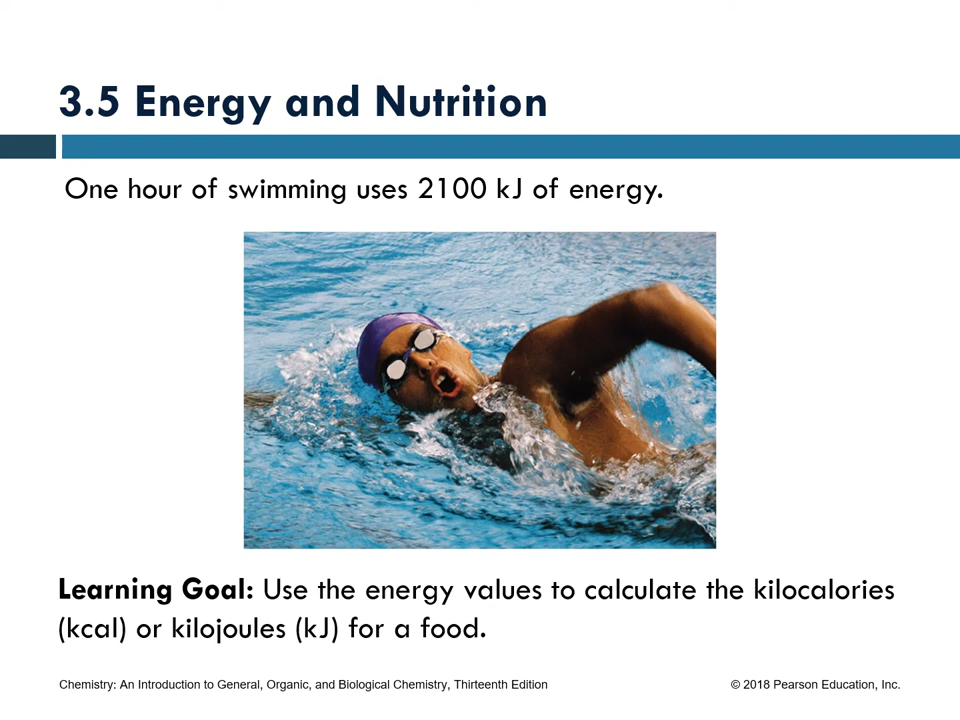 3.5 Energy and Nutrition
One hour of swimming uses 2100 kJ of energy.
Learning Goal: Use the energy values to calculate the kilocalories
(kcal) or kilojoules (kJ) for a food.
Chemistry: An Introduction to General, Organic, and Biological Chemistry, Thirteenth Edition
© 2018 Pearson Education, Inc.